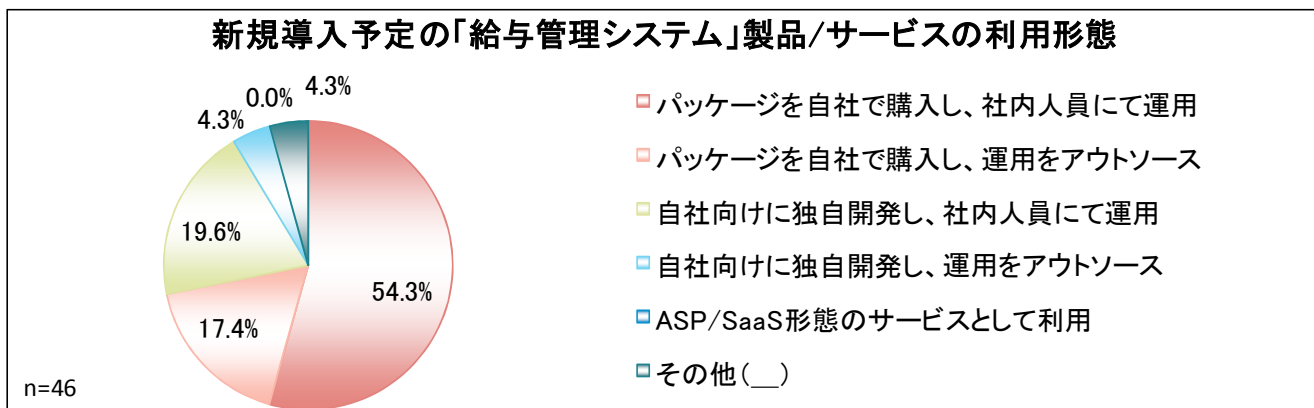 新規導入予定の「給与管理システム」製品/サービスの利用形態
4.3%
0.0%
4.3%
19.6%
17.4%
54.3%
パッケージを自社で購入し、社内人員にて運用
パッケージを自社で購入し、運用をアウトソース
自社向けに独自開発し、社内人員にて運用
自社向けに独自開発し、運用をアウトソース
ASP/SaaS形態のサービスとして利用
その他(__)
n=46